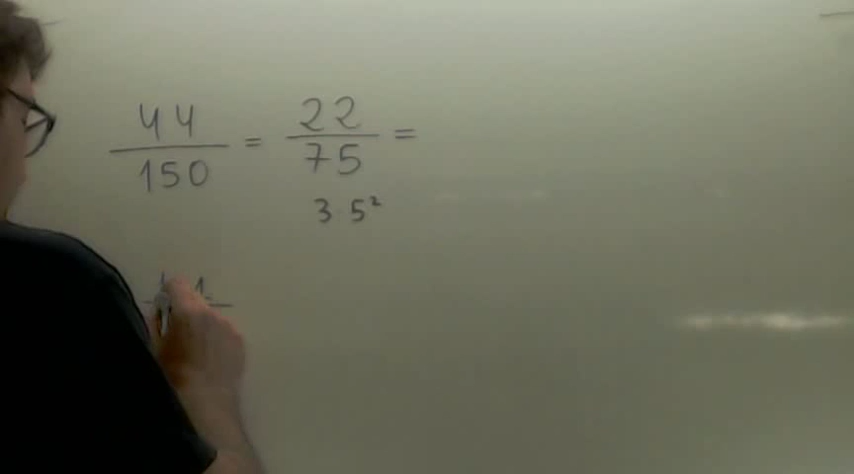 44/150 = 22/75 =
3 5²